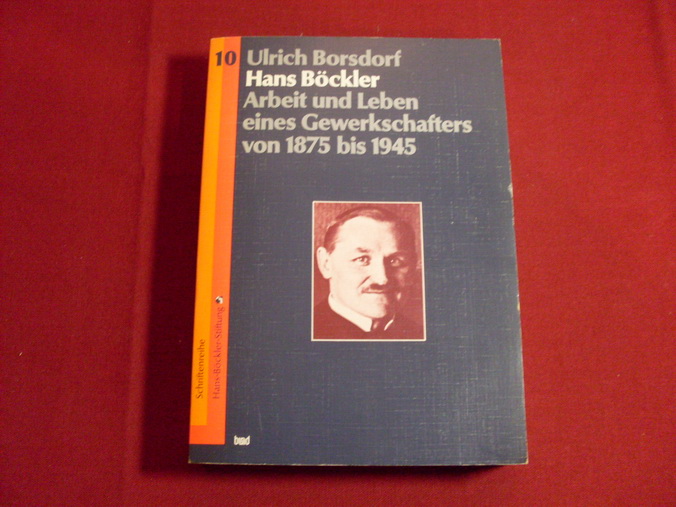 10 Ulrich Borsdorf
Hans Böckler
Arbeit und Leben
eines Gewerkschafters
von 1875 bis 1945
Schriftenreihe
Hans-Böckler-Stiftung
bund